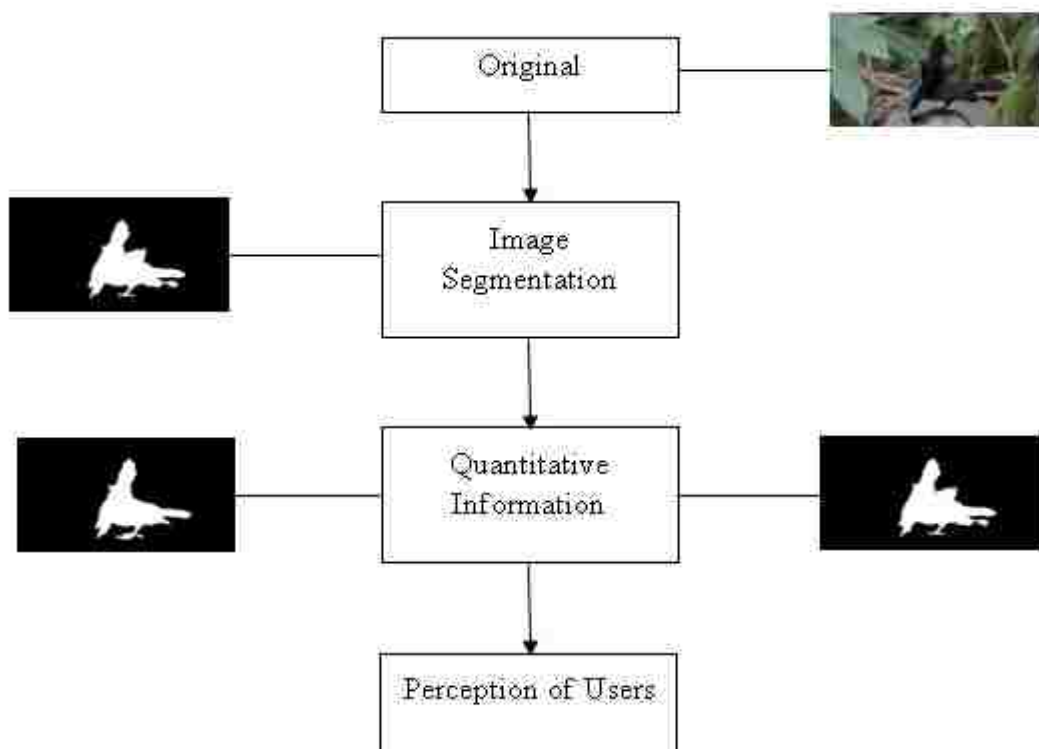 Original
Image
Segmentation
Quantitative
Information
Perception of Users